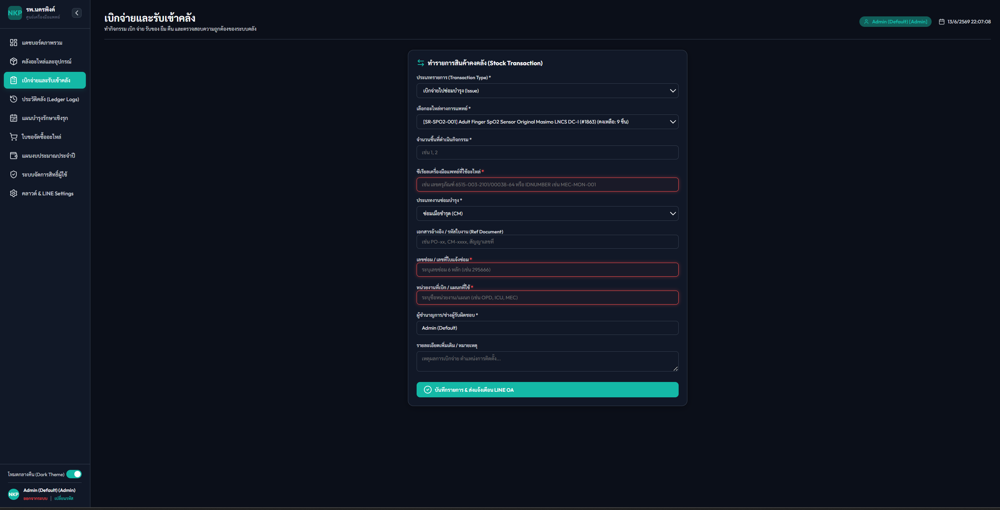 NKP
รพ.นครพิงค์
ศูนย์เครื่องมือแพทย์
แดชบอร์ดภาพรวม
คลังอะไหล่และอุปกรณ์
เบิกจ่ายและรับเข้าคลัง
ประวัติคลัง (Ledger Logs)
แผนบำรุงรักษาเชิงรุก
ใบขอจัดซื้ออะไหล่
แผนงบประมาณประจำปี
ระบบจัดการสิทธิ์ผู้ใช้
คลาวด์ & LINE Settings
โหมดกลางคืน (Dark Theme)
NKP
Admin (Default) (Admin)
ออกจากระบบ | เปลี่ยนรหัส
เบิกจ่ายและรับเข้าคลัง
ทำกิจกรรม เบิก จ่าย รับของ ยืม คืน และตรวจสอบความถูกต้องของระบบคลัง
Admin (Default) [Admin]
13/6/2569 22:07:08
ทำรายการสินค้าคงคลัง (Stock Transaction)
ประเภทรายการ (Transaction Type) *
เบิกจ่ายไปซ่อมบำรุง (Issue)
เลือกอะไหล่ทางการแพทย์ *
[SR-SPO2-001] Adult Finger SpO2 Sensor Original Masimo LNCS DC-I (#1863) (คงเหลือ: 9 ชิ้น)
จำนวนชิ้นที่ดำเนินกิจกรรม *
เช่น 1, 2
ซีเรียลเครื่องมือแพทย์ที่ใช้อะไหล่ *
เช่น เลขครุภัณฑ์ 6515-003-2101/00038-64 หรือ IDNUMBER เช่น MEC-MON-001
ประเภทงานซ่อมบำรุง *
ซ่อมเมื่อชำรุด (CM)
เอกสารอ้างอิง / รหัสใบงาน (Ref Document)
เช่น PO-xx, CM-xxxx, สัญญาเลขที่
เลขซ่อม / เลขที่ใบแจ้งซ่อม *
ระบุเลขซ่อม 6 หลัก (เช่น 295666)
หน่วยงานที่เบิก / แผนกที่ใช้ *
ระบุชื่อหน่วยงาน/แผนก (เช่น OPD, ICU, MEC)
ผู้ชำนาญการ/ช่างผู้รับผิดชอบ *
Admin (Default)
รายละเอียดเพิ่มเติม / หมายเหตุ
เหตุผลการเบิกจ่าย ตำแหน่งการติดตั้ง...
บันทึกรายการ & ส่งแจ้งเตือน LINE OA